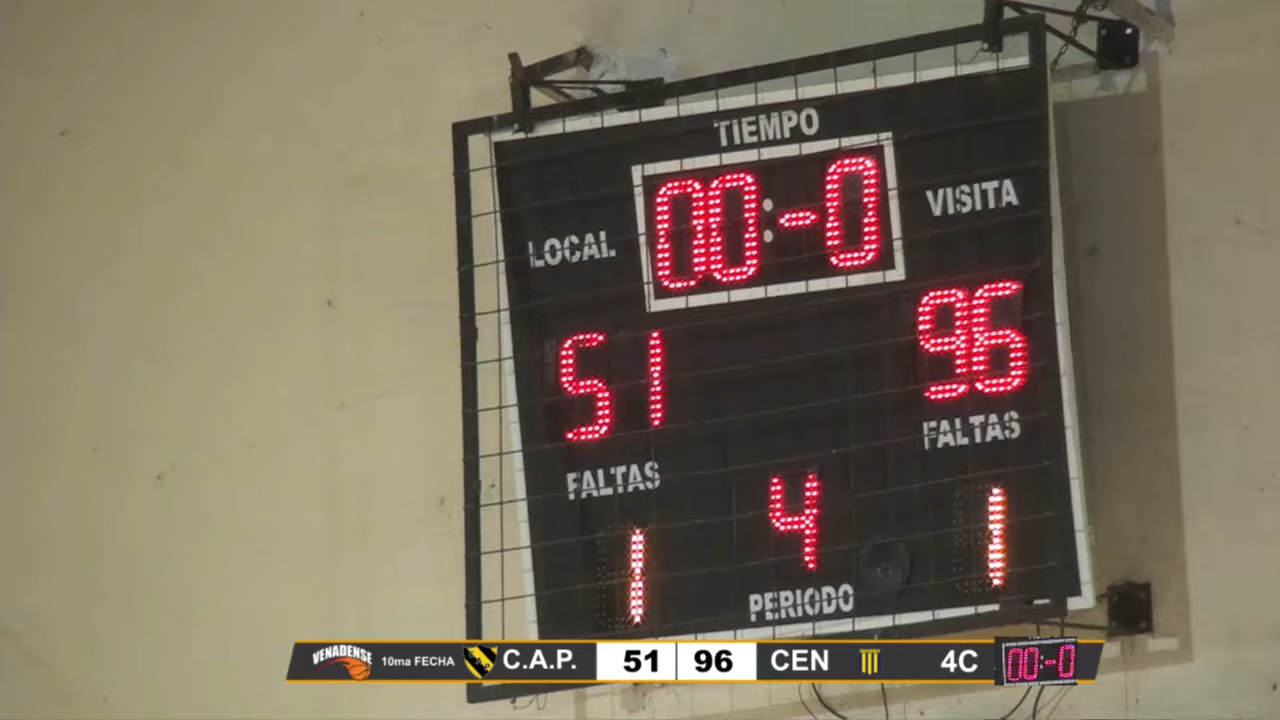 TIEMPO
00:-0
LOCAL
VISITA
51
96
FALTAS
FALTAS
1
4
1
PERIODO
VENADENSE 10ma FECHA C.A.P. 51 96 CEN 4C 00:-0